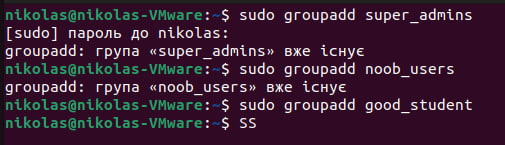 nikolas@nikolas-VMware:~$ sudo groupadd super_admins
[sudo] пароль до nikolas:
groupadd: група «super_admins» вже існує
nikolas@nikolas-VMware:~$ sudo groupadd noob_users
groupadd: група «noob_users» вже існує
nikolas@nikolas-VMware:~$ sudo groupadd good_student
nikolas@nikolas-VMware:~$ SS